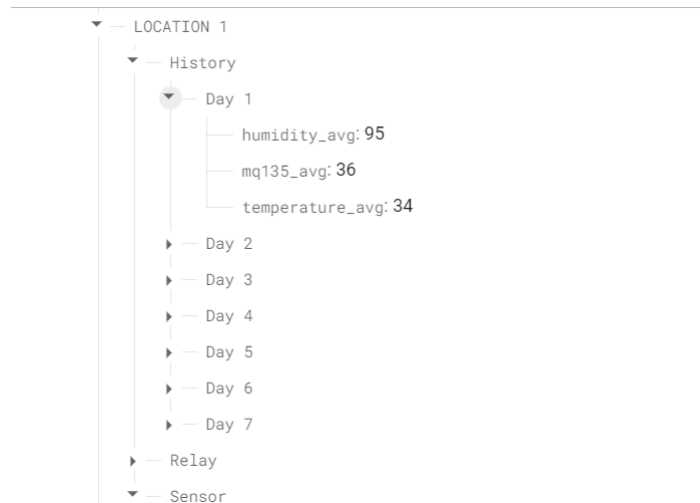 LOCATION 1
History
Day 1
humidity_avg: 95
mq135_avg: 36
temperature_avg: 34
Day 2
Day 3
Day 4
Day 5
Day 6
Day 7
Relay
Sensor